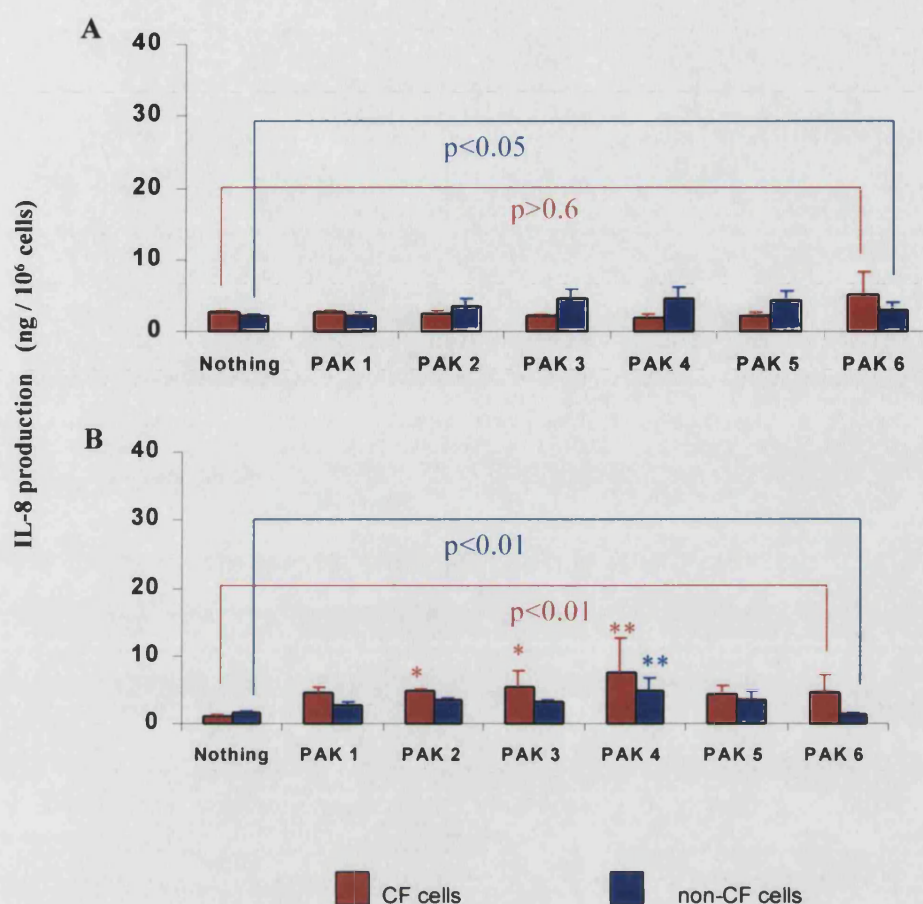 A
40
30
20
10
0
p<0.05
p>0.6
Nothing PAK 1 PAK 2 PAK 3 PAK 4 PAK 5 PAK 6
IL-8 production (ng / 10⁶ cells)
B
40
30
20
10
0
p<0.01
p<0.01
* * ** **
Nothing PAK 1 PAK 2 PAK 3 PAK 4 PAK 5 PAK 6
CF cells non-CF cells